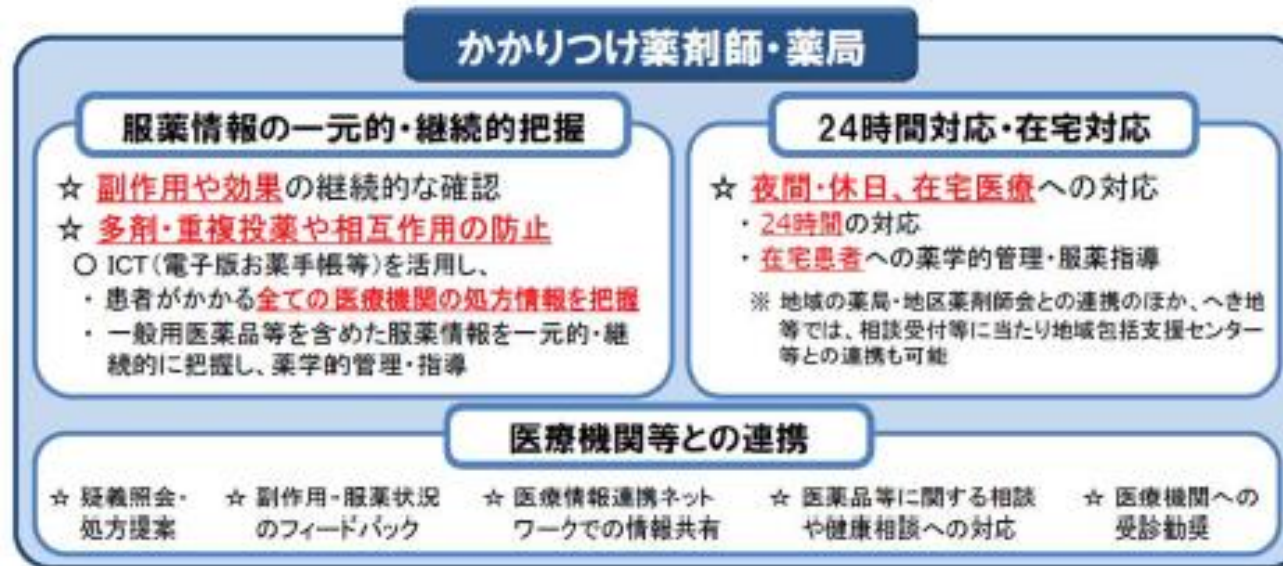 かかりつけ薬剤師・薬局
服薬情報の一元的・継続的把握
☆ 副作用や効果の継続的な確認
☆ 多剤・重複投薬や相互作用の防止
○ ICT(電子版お薬手帳等)を活用し、
・ 患者がかかる全ての医療機関の処方情報を把握
・ 一般用医薬品等を含めた服薬情報を一元的・継
続的に把握し、薬学的管理・指導
24時間対応・在宅対応
☆ 夜間・休日、在宅医療への対応
・ 24時間の対応
・ 在宅患者への薬学的管理・服薬指導
※ 地域の薬局・地区薬剤師会との連携のほか、へき地
等では、相談受付等に当たり地域包括支援センター
等との連携も可能
医療機関等との連携
☆ 疑義照会・
処方提案
☆ 副作用・服薬状況
のフィードバック
☆ 医療情報連携ネット
ワークでの情報共有
☆ 医薬品等に関する相談
や健康相談への対応
☆ 医療機関への
受診勧奨